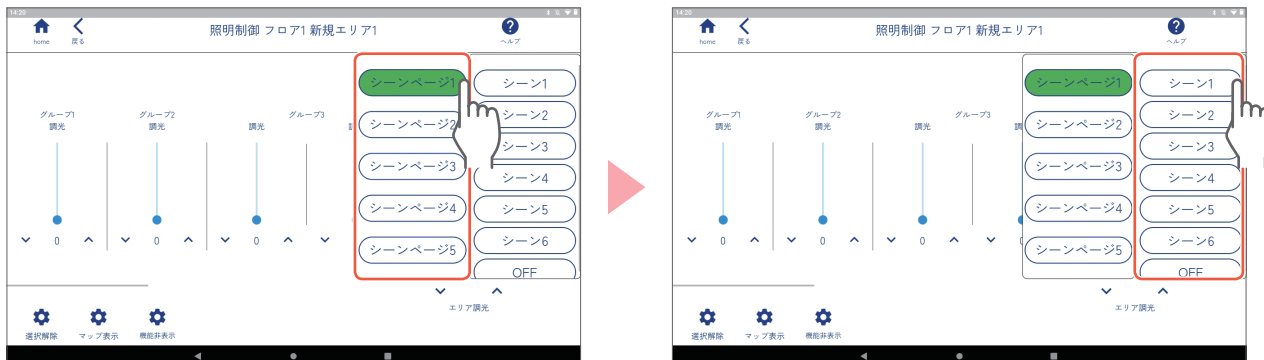 14:20
home
戻る
照明制御 フロア1 新規エリア1
ヘルプ
グループ1
調光
0
グループ2
調光
0
グループ3
調光
0
シーンページ1
シーンページ2
シーンページ3
シーンページ4
シーンページ5
シーン1
シーン2
シーン3
シーン4
シーン5
シーン6
OFF
エリア調光
選択解除
マップ表示
機能非表示
14:20
home
戻る
照明制御 フロア1 新規エリア1
ヘルプ
グループ1
調光
0
グループ2
調光
0
グループ3
調光
0
調
シーンページ1
シーンページ2
シーンページ3
シーンページ4
シーンページ5
シーン1
シーン2
シーン3
シーン4
シーン5
シーン6
OFF
エリア調光
選択解除
マップ表示
機能非表示